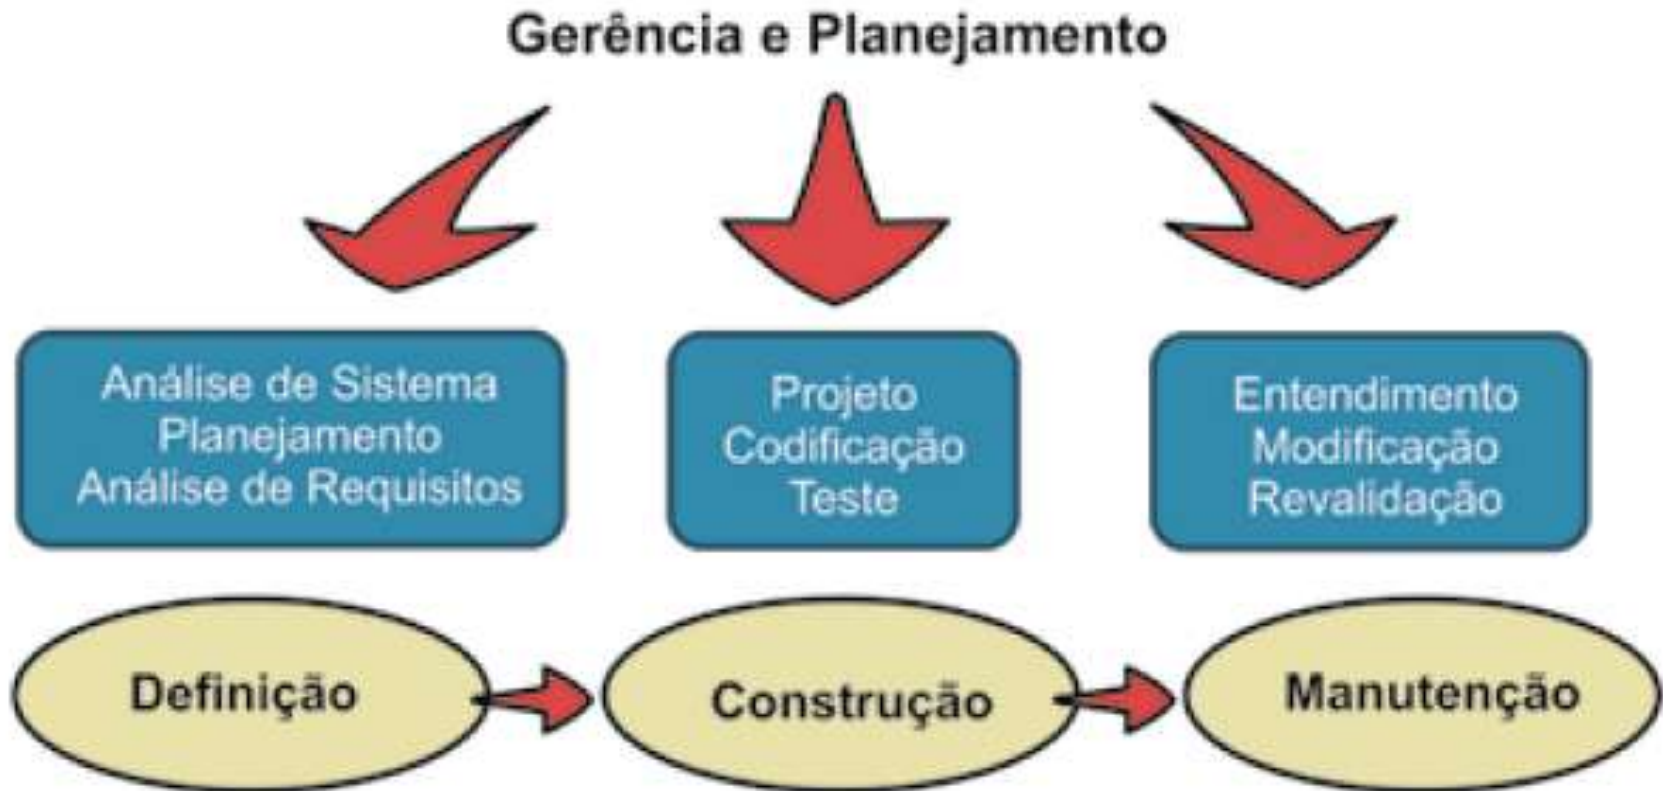 Gerência e Planejamento
Análise de Sistema
Planejamento
Análise de Requisitos
Projeto
Codificação
Teste
Entendimento
Modificação
Revalidação
Definição
Construção
Manutenção